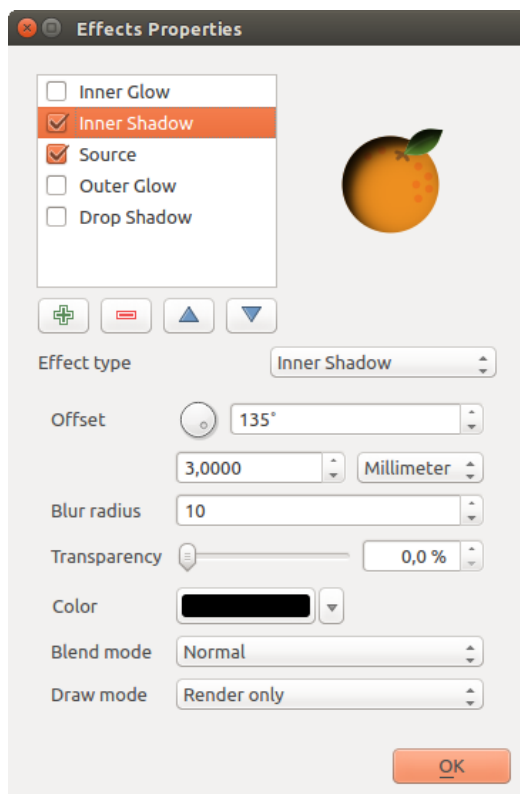 Effects Properties
Inner Glow
Inner Shadow
Source
Outer Glow
Drop Shadow
Effect type Inner Shadow
Offset 135°
3,0000 Millimeter
Blur radius 10
Transparency 0,0 %
Color
Blend mode Normal
Draw mode Render only
OK